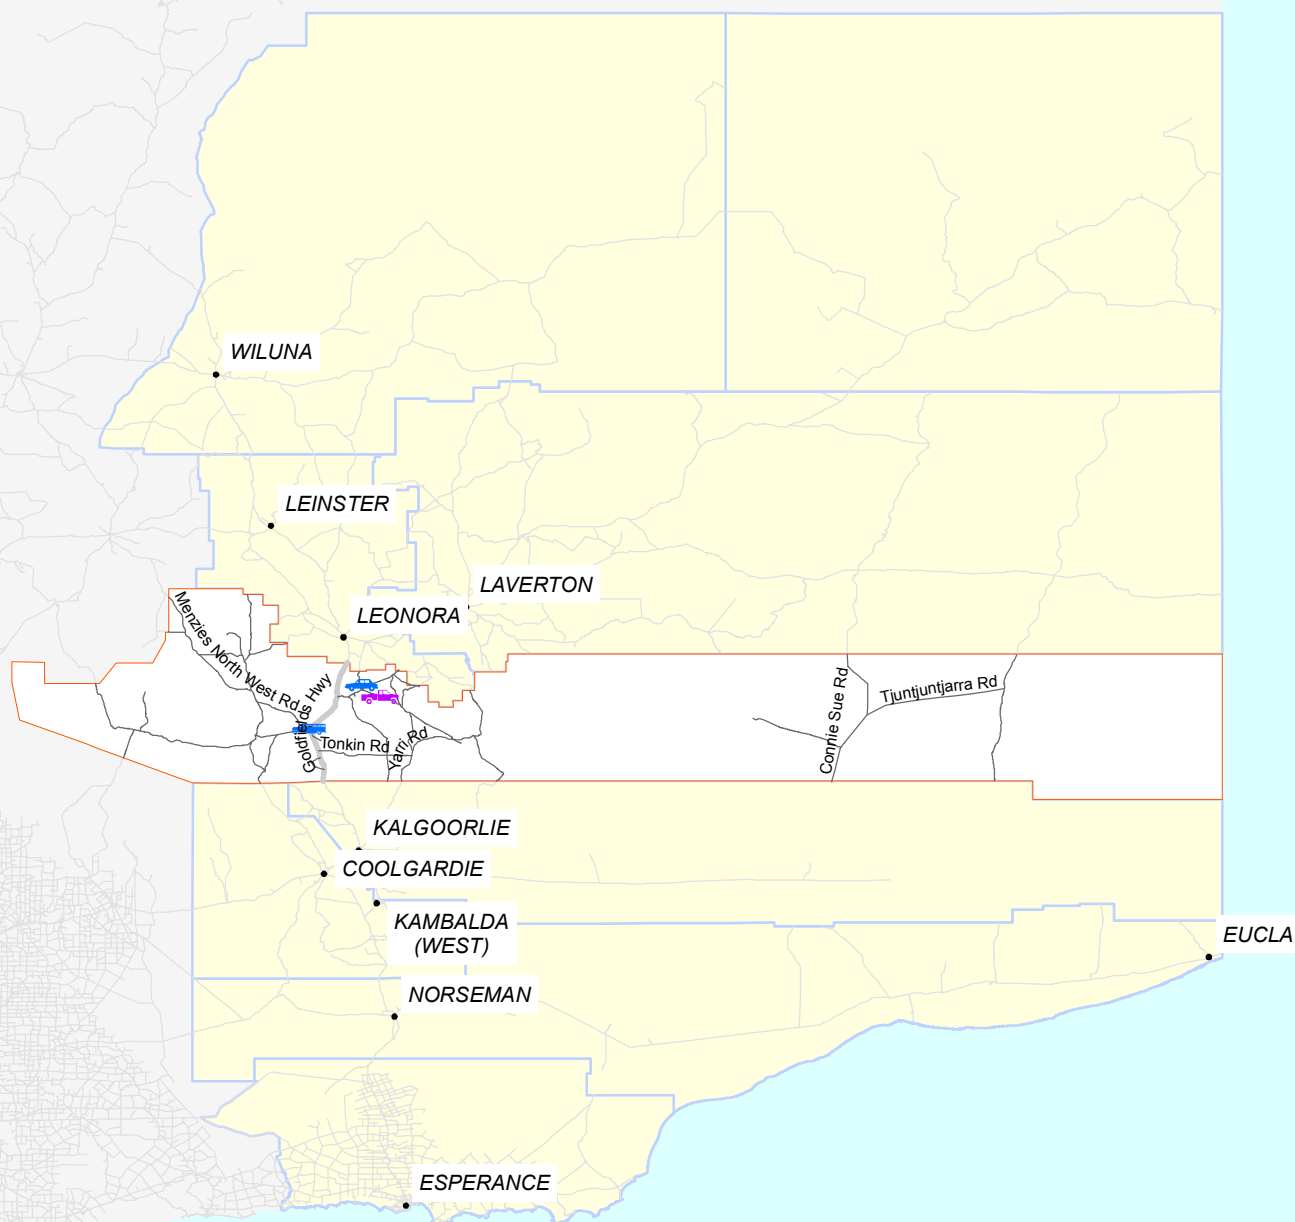 WILUNA
LEINSTER
LAVERTON
LEONORA
Menzies North West Rd
Goldfields Hwy
Tonkin Rd
Yarri Rd
Connie Sue Rd
Tjuntjuntjarra Rd
KALGOORLIE
COOLGARDIE
KAMBALDA
(WEST)
EUCLA
NORSEMAN
ESPERANCE